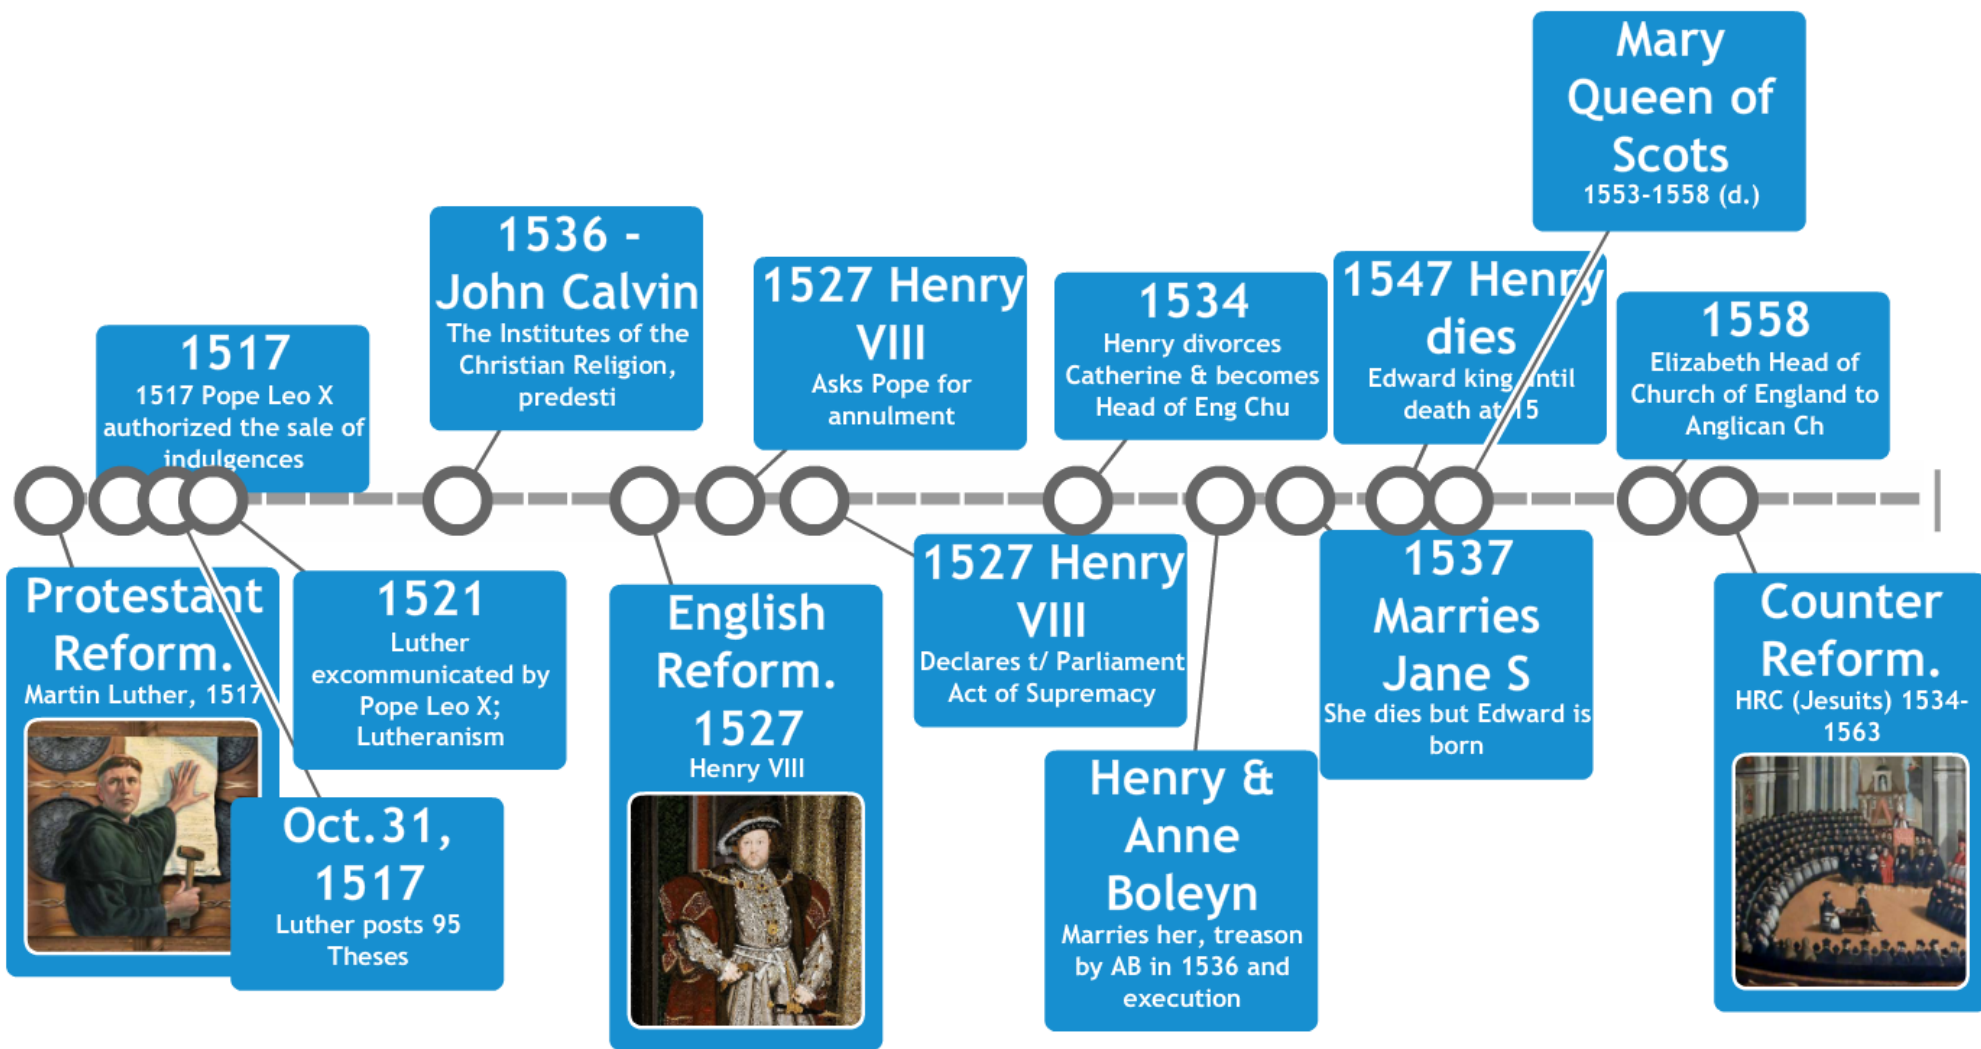 Protestant
Reform.
Martin Luther, 1517
1517
1517 Pope Leo X
authorized the sale of
indulgences
Oct.31,
1517
Luther posts 95
Theses
1521
Luther
excommunicated by
Pope Leo X;
Lutheranism
1536 -
John Calvin
The Institutes of the
Christian Religion,
predesti
English
Reform.
1527
Henry VIII
1527 Henry
VIII
Asks Pope for
annulment
1527 Henry
VIII
Declares t/ Parliament
Act of Supremacy
1534
Henry divorces
Catherine & becomes
Head of Eng Chu
Henry &
Anne
Boleyn
Marries her, treason
by AB in 1536 and
execution
1537
Marries
Jane S
She dies but Edward is
born
1547 Henry
dies
Edward king until
death at 15
Mary
Queen of
Scots
1553-1558 (d.)
1558
Elizabeth Head of
Church of England to
Anglican Ch
Counter
Reform.
HRC (Jesuits) 1534-
1563